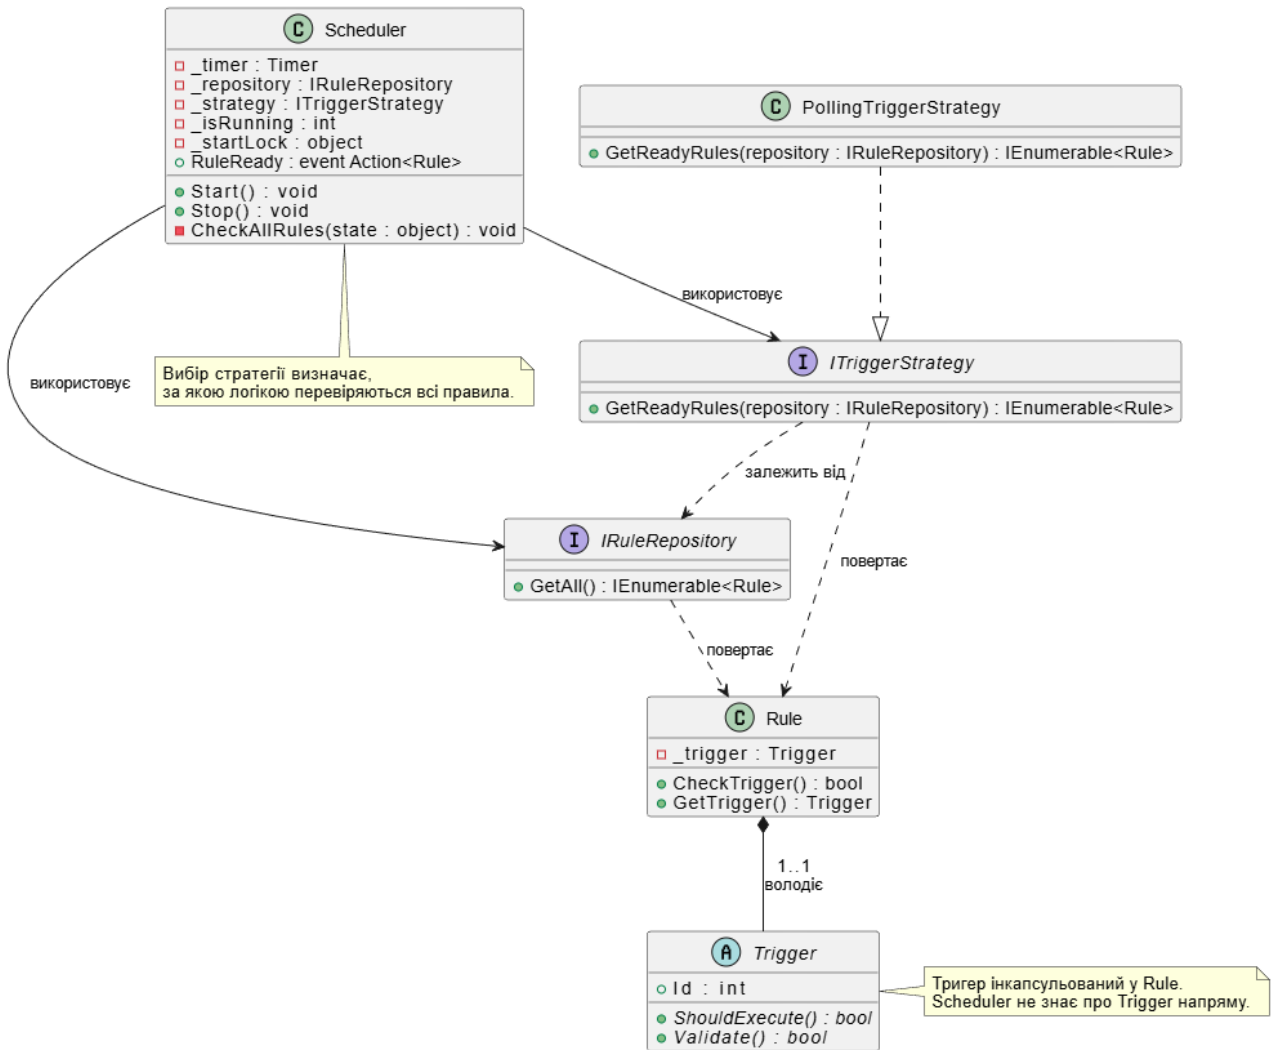 C Scheduler
_timer : Timer
_repository : IRuleRepository
_strategy : ITriggerStrategy
_isRunning : int
_startLock : object
RuleReady : event Action<Rule>
Start() : void
Stop() : void
CheckAllRules(state : object) : void
C PollingTriggerStrategy
GetReadyRules(repository : IRuleRepository) : IEnumerable<Rule>
використовує
використовує
Вибір стратегії визначає,
за якою логікою перевіряються всі правила.
I ITriggerStrategy
GetReadyRules(repository : IRuleRepository) : IEnumerable<Rule>
залежить від
I IRuleRepository
GetAll() : IEnumerable<Rule>
повертає
повертає
C Rule
_trigger : Trigger
CheckTrigger() : bool
GetTrigger() : Trigger
1..1
володіє
A Trigger
Id : int
ShouldExecute() : bool
Validate() : bool
Тригер інкапсульований у Rule.
Scheduler не знає про Trigger напряму.